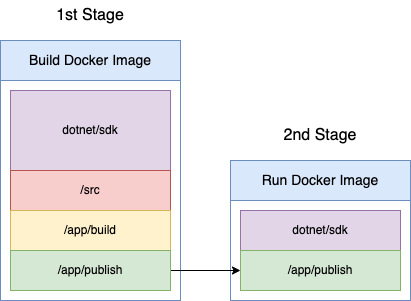 1st Stage
Build Docker Image
dotnet/sdk
/src
/app/build
/app/publish
2nd Stage
Run Docker Image
dotnet/sdk
/app/publish